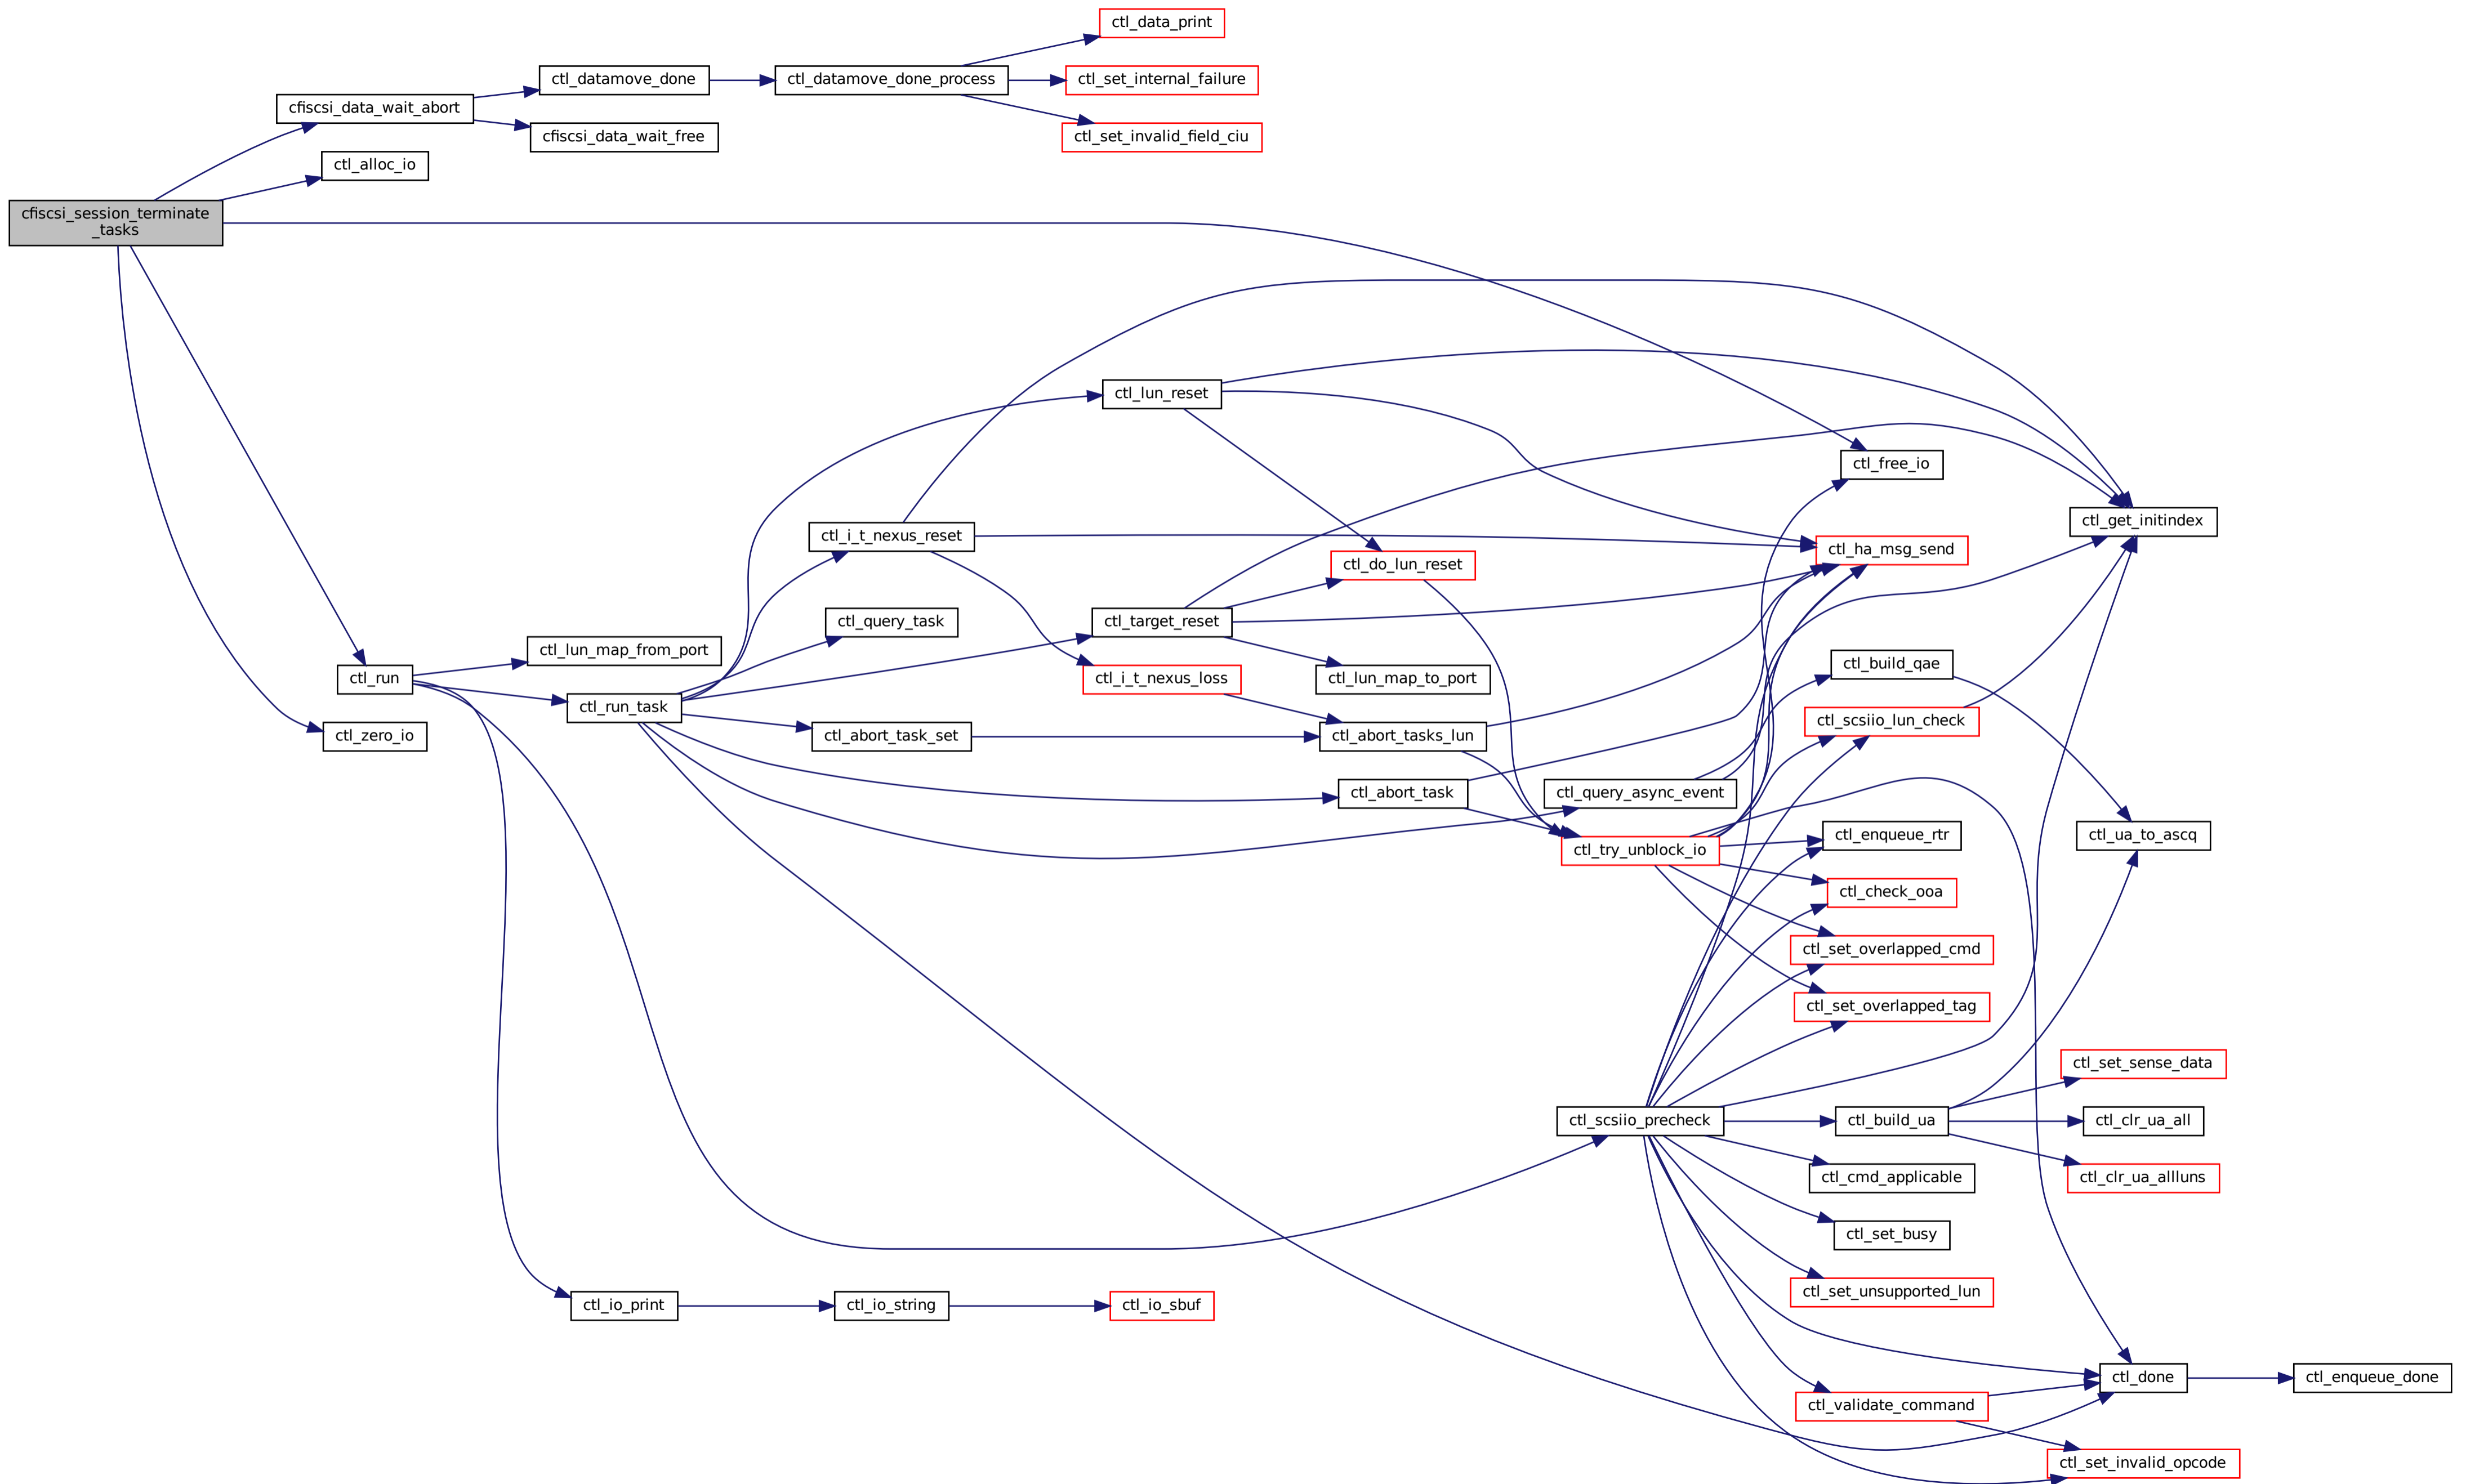 ctl_data_print
ctl_datamove_done
ctl_datamove_done_process
ctl_set_internal_failure
cfiscsi_data_wait_abort
cfiscsi_data_wait_free
ctl_set_invalid_field_ciu
ctl_alloc_io
cfiscsi_session_terminate
_tasks
ctl_lun_reset
ctl_free_io
ctl_get_initindex
ctl_i_t_nexus_reset
ctl_ha_msg_send
ctl_do_lun_reset
ctl_query_task
ctl_target_reset
ctl_lun_map_from_port
ctl_build_qae
ctl_run
ctl_i_t_nexus_loss
ctl_lun_map_to_port
ctl_run_task
ctl_scsiio_lun_check
ctl_zero_io
ctl_abort_task_set
ctl_abort_tasks_lun
ctl_abort_task
ctl_query_async_event
ctl_enqueue_rtr
ctl_ua_to_ascq
ctl_try_unblock_io
ctl_check_ooa
ctl_set_overlapped_cmd
ctl_set_overlapped_tag
ctl_set_sense_data
ctl_scsiio_precheck
ctl_build_ua
ctl_clr_ua_all
ctl_cmd_applicable
ctl_clr_ua_allluns
ctl_set_busy
ctl_set_unsupported_lun
ctl_io_print
ctl_io_string
ctl_io_sbuf
ctl_done
ctl_enqueue_done
ctl_validate_command
ctl_set_invalid_opcode